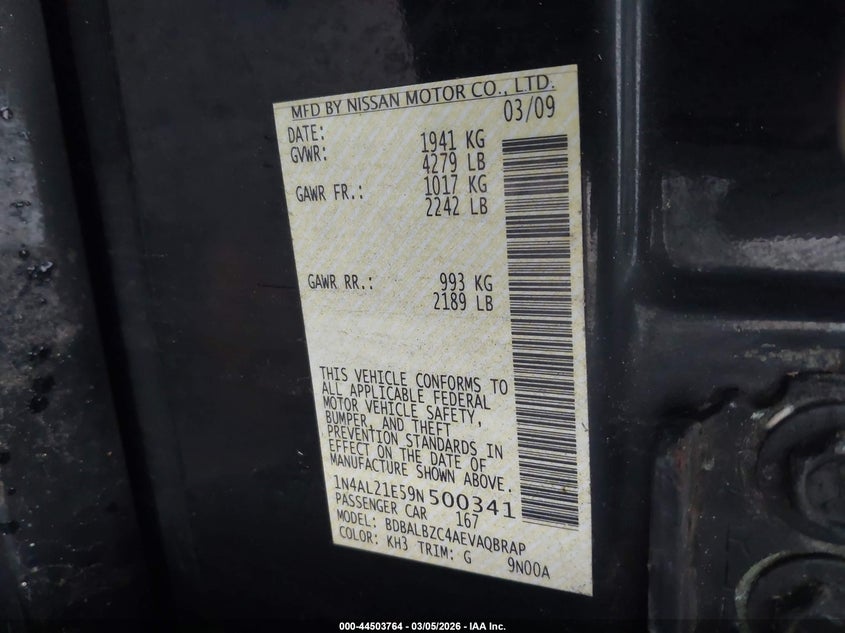 MFD BY NISSAN MOTOR CO., LTD.
DATE: 03/09
GVWR: 1941 KG
4279 LB
GAWR FR.: 1017 KG
2242 LB
GAWR RR.: 993 KG
2189 LB
THIS VEHICLE CONFORMS TO
ALL APPLICABLE FEDERAL
MOTOR VEHICLE SAFETY,
BUMPER, AND THEFT
PREVENTION STANDARDS IN
EFFECT ON THE DATE OF
MANUFACTURE SHOWN ABOVE.
1N4AL21E59N500341
PASSENGER CAR 167
MODEL: BDBALBZC4AEVAQBRAP
COLOR: KH3 TRIM: G 9N00A
000-44503764 - 03/05/2026 - IAA Inc.